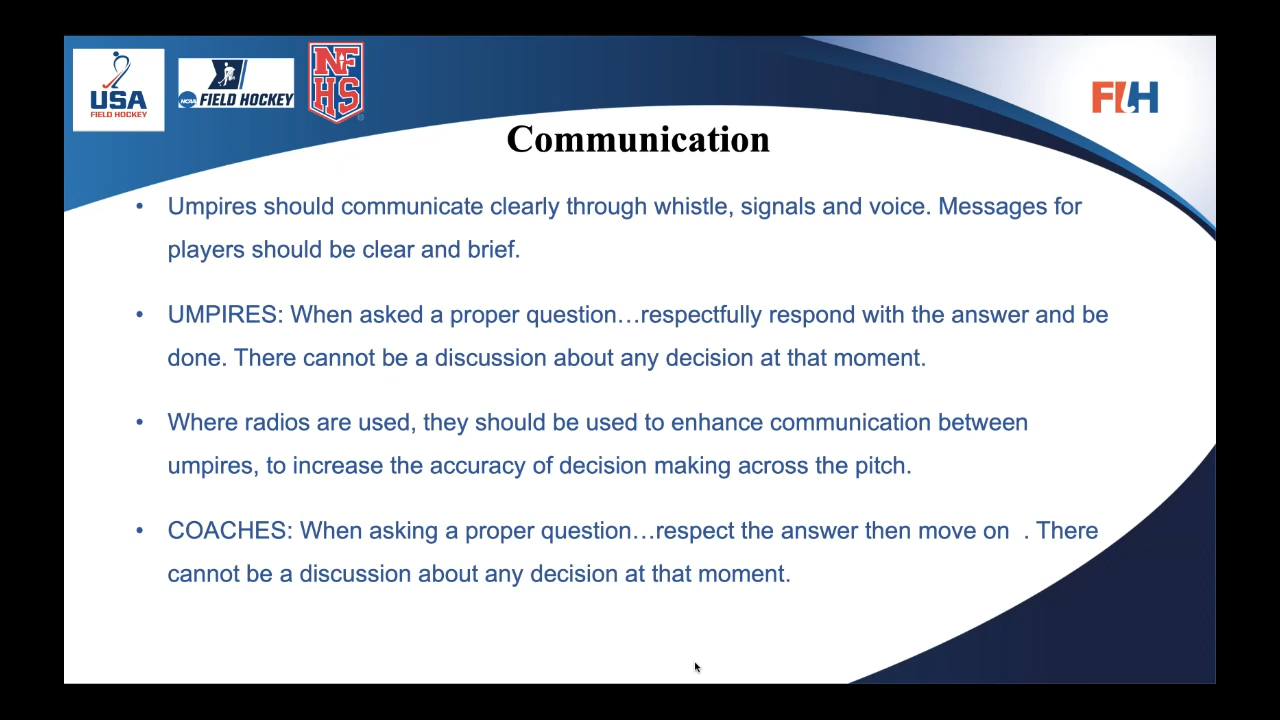 USA
FIELD HOCKEY
NCAA FIELD HOCKEY
NF
HS
FIH
Communication
• Umpires should communicate clearly through whistle, signals and voice. Messages for
players should be clear and brief.
• UMPIRES: When asked a proper question…respectfully respond with the answer and be
done. There cannot be a discussion about any decision at that moment.
• Where radios are used, they should be used to enhance communication between
umpires, to increase the accuracy of decision making across the pitch.
• COACHES: When asking a proper question…respect the answer then move on  . There
cannot be a discussion about any decision at that moment.